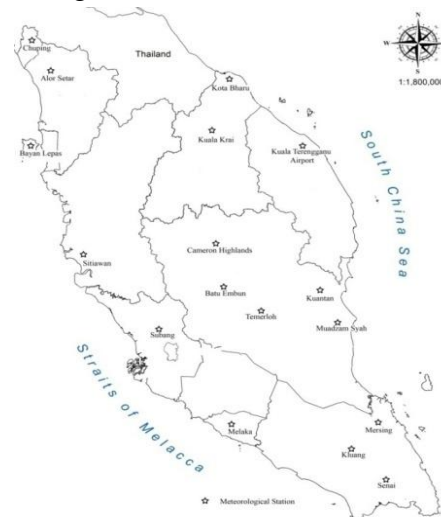 N
N
W
E
S
1:1,800,000
Thailand
Chuping
Alor Setar
Kota Bharu
Kuala Krai
Kuala Terengganu
Airport
Bayan Lepas
South China Sea
Cameron Highlands
Sitiawan
Batu Embun
Kuantan
Temerloh
Muadzam Syah
Subang
Straits of Melacca
Melaka
Mersing
Kluang
Senai
Meteorological Station